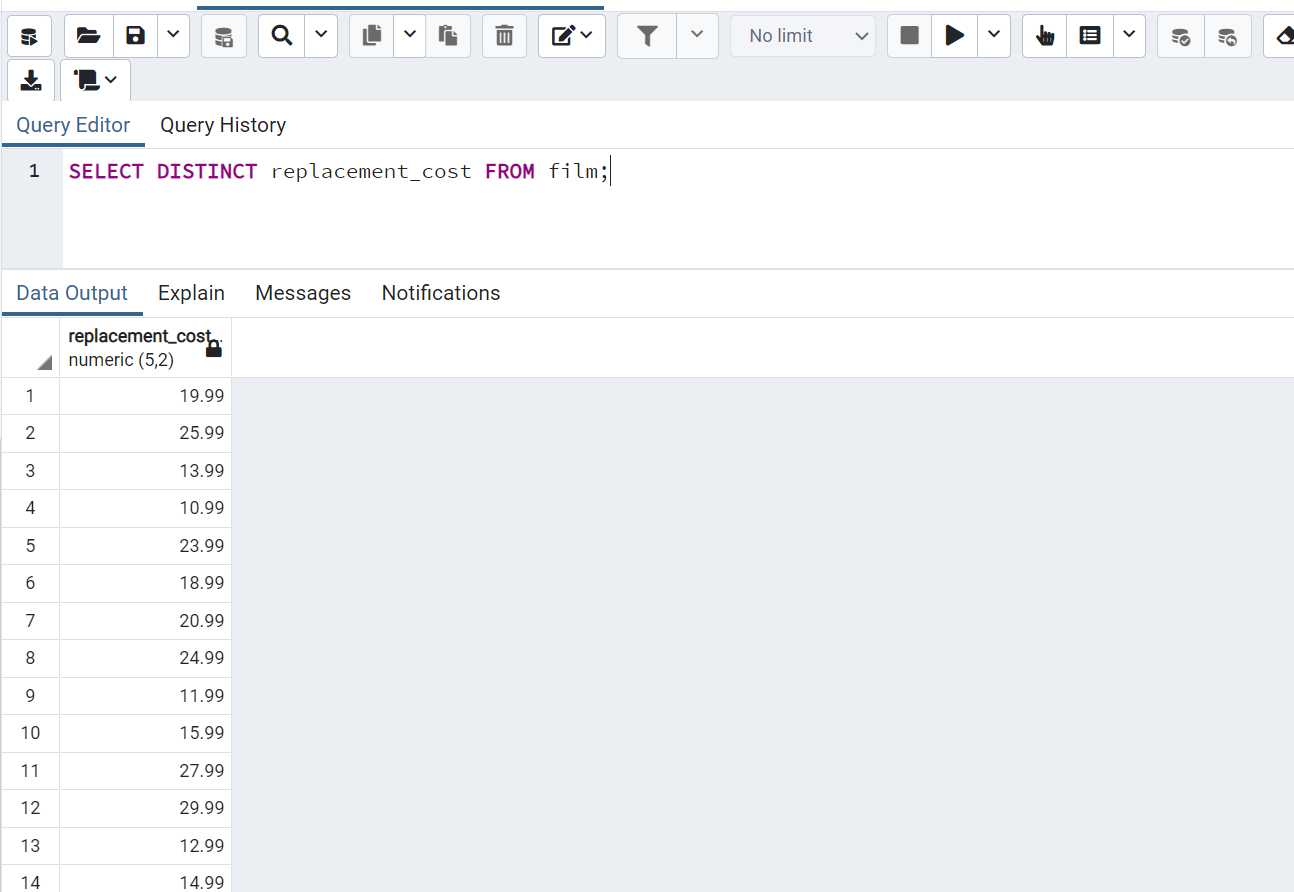 No limit
Query Editor Query History
1 SELECT DISTINCT replacement_cost FROM film;
Data Output Explain Messages Notifications
replacement_cost..
numeric (5,2)
1 19.99
2 25.99
3 13.99
4 10.99
5 23.99
6 18.99
7 20.99
8 24.99
9 11.99
10 15.99
11 27.99
12 29.99
13 12.99
14 14.99